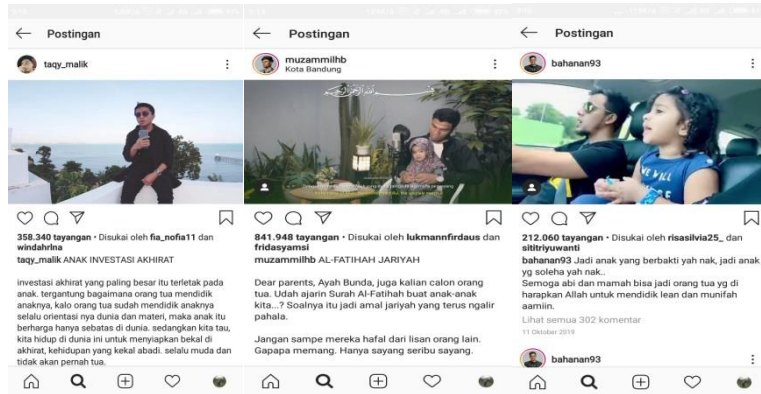 Postingan
taqy_malik
358.340 tayangan • Disukai oleh fia_nofia11 dan
windahrlna
taqy_malik ANAK INVESTASI AKHIRAT
investasi akhirat yang paling besar itu terletak pada
anak. tergantung bagaimana orang tua mendidik
anaknya, kalo orang tua sudah mendidik anaknya
selalu orientasi nya dunia dan materi, maka anak itu
berharga hanya sebatas di dunia. sedangkan kita tau,
kita hidup di dunia ini untuk menyiapkan bekal di
akhirat, kehidupan yang kekal abadi. selalu muda dan
tidak akan pernah tua.
Postingan
muzammilhb
Kota Bandung
841.948 tayangan • Disukai oleh lukmannfirdaus dan
fridasyamsi
muzammilhb AL-FATIHAH JARIYAH
Dear parents, Ayah Bunda, juga kalian calon orang
tua. Udah ajarin Surah Al-Fatihah buat anak-anak
kita...? Soalnya itu jadi amal jariyah yang terus ngalir
pahala.
Jangan sampe mereka hafal dari lisan orang lain.
Gapapa memang. Hanya sayang seribu sayang.
Postingan
bahanan93
212.060 tayangan • Disukai oleh risasilvia25_ dan
sititriyuwanti
bahanan93 Jadi anak yang berbakti yah nak, jadi anak
yg soleha yah nak..
Semoga abi dan mamah bisa jadi orang tua yg di
harapkan Allah untuk mendidik lean dan munifah
aamiin.
Lihat semua 302 komentar
11 Oktober 2019
bahanan93